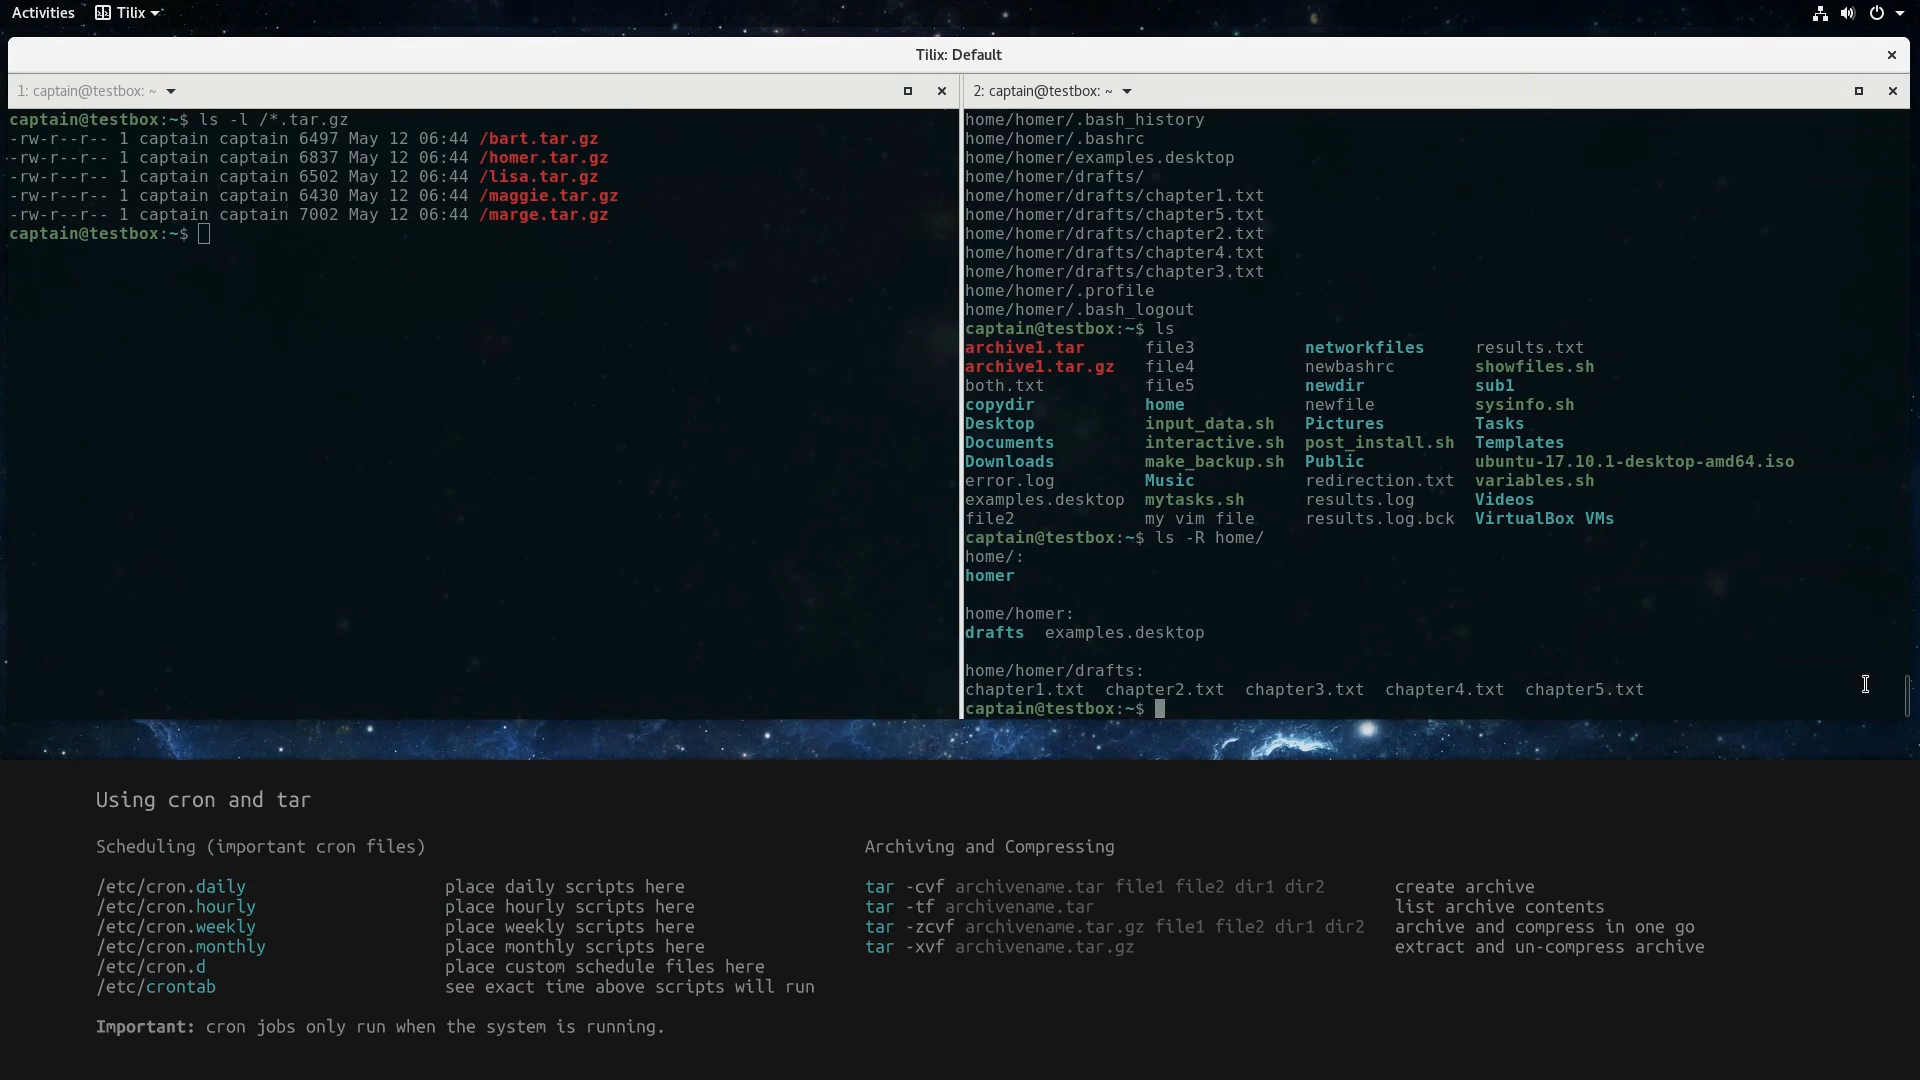 Activities Tilix
Tilix: Default
1: captain@testbox: ~
captain@testbox:~$ ls -l /*.tar.gz
-rw-r--r-- 1 captain captain 6497 May 12 06:44 /bart.tar.gz
-rw-r--r-- 1 captain captain 6837 May 12 06:44 /homer.tar.gz
-rw-r--r-- 1 captain captain 6502 May 12 06:44 /lisa.tar.gz
-rw-r--r-- 1 captain captain 6430 May 12 06:44 /maggie.tar.gz
-rw-r--r-- 1 captain captain 7002 May 12 06:44 /marge.tar.gz
captain@testbox:~$
2: captain@testbox: ~
home/homer/.bash_history
home/homer/.bashrc
home/homer/examples.desktop
home/homer/drafts/
home/homer/drafts/chapter1.txt
home/homer/drafts/chapter5.txt
home/homer/drafts/chapter2.txt
home/homer/drafts/chapter4.txt
home/homer/drafts/chapter3.txt
home/homer/.profile
home/homer/.bash_logout
captain@testbox:~$ ls
archive1.tar file3 networkfiles results.txt
archive1.tar.gz file4 newbashrc showfiles.sh
both.txt file5 newdir sub1
copydir home newfile sysinfo.sh
Desktop input_data.sh Pictures Tasks
Documents interactive.sh post_install.sh Templates
Downloads make_backup.sh Public ubuntu-17.10.1-desktop-amd64.iso
error.log Music redirection.txt variables.sh
examples.desktop mytasks.sh results.log Videos
file2 my vim file results.log.bck VirtualBox VMs
captain@testbox:~$ ls -R home/
home/:
homer
home/homer:
drafts examples.desktop
home/homer/drafts:
chapter1.txt chapter2.txt chapter3.txt chapter4.txt chapter5.txt
captain@testbox:~$
Using cron and tar
Scheduling (important cron files)
/etc/cron.daily place daily scripts here
/etc/cron.hourly place hourly scripts here
/etc/cron.weekly place weekly scripts here
/etc/cron.monthly place monthly scripts here
/etc/cron.d place custom schedule files here
/etc/crontab see exact time above scripts will run
Important: cron jobs only run when the system is running.
Archiving and Compressing
tar -cvf archivename.tar file1 file2 dir1 dir2 create archive
tar -tf archivename.tar list archive contents
tar -zcvf archivename.tar.gz file1 file2 dir1 dir2 archive and compress in one go
tar -xvf archivename.tar.gz extract and un-compress archive